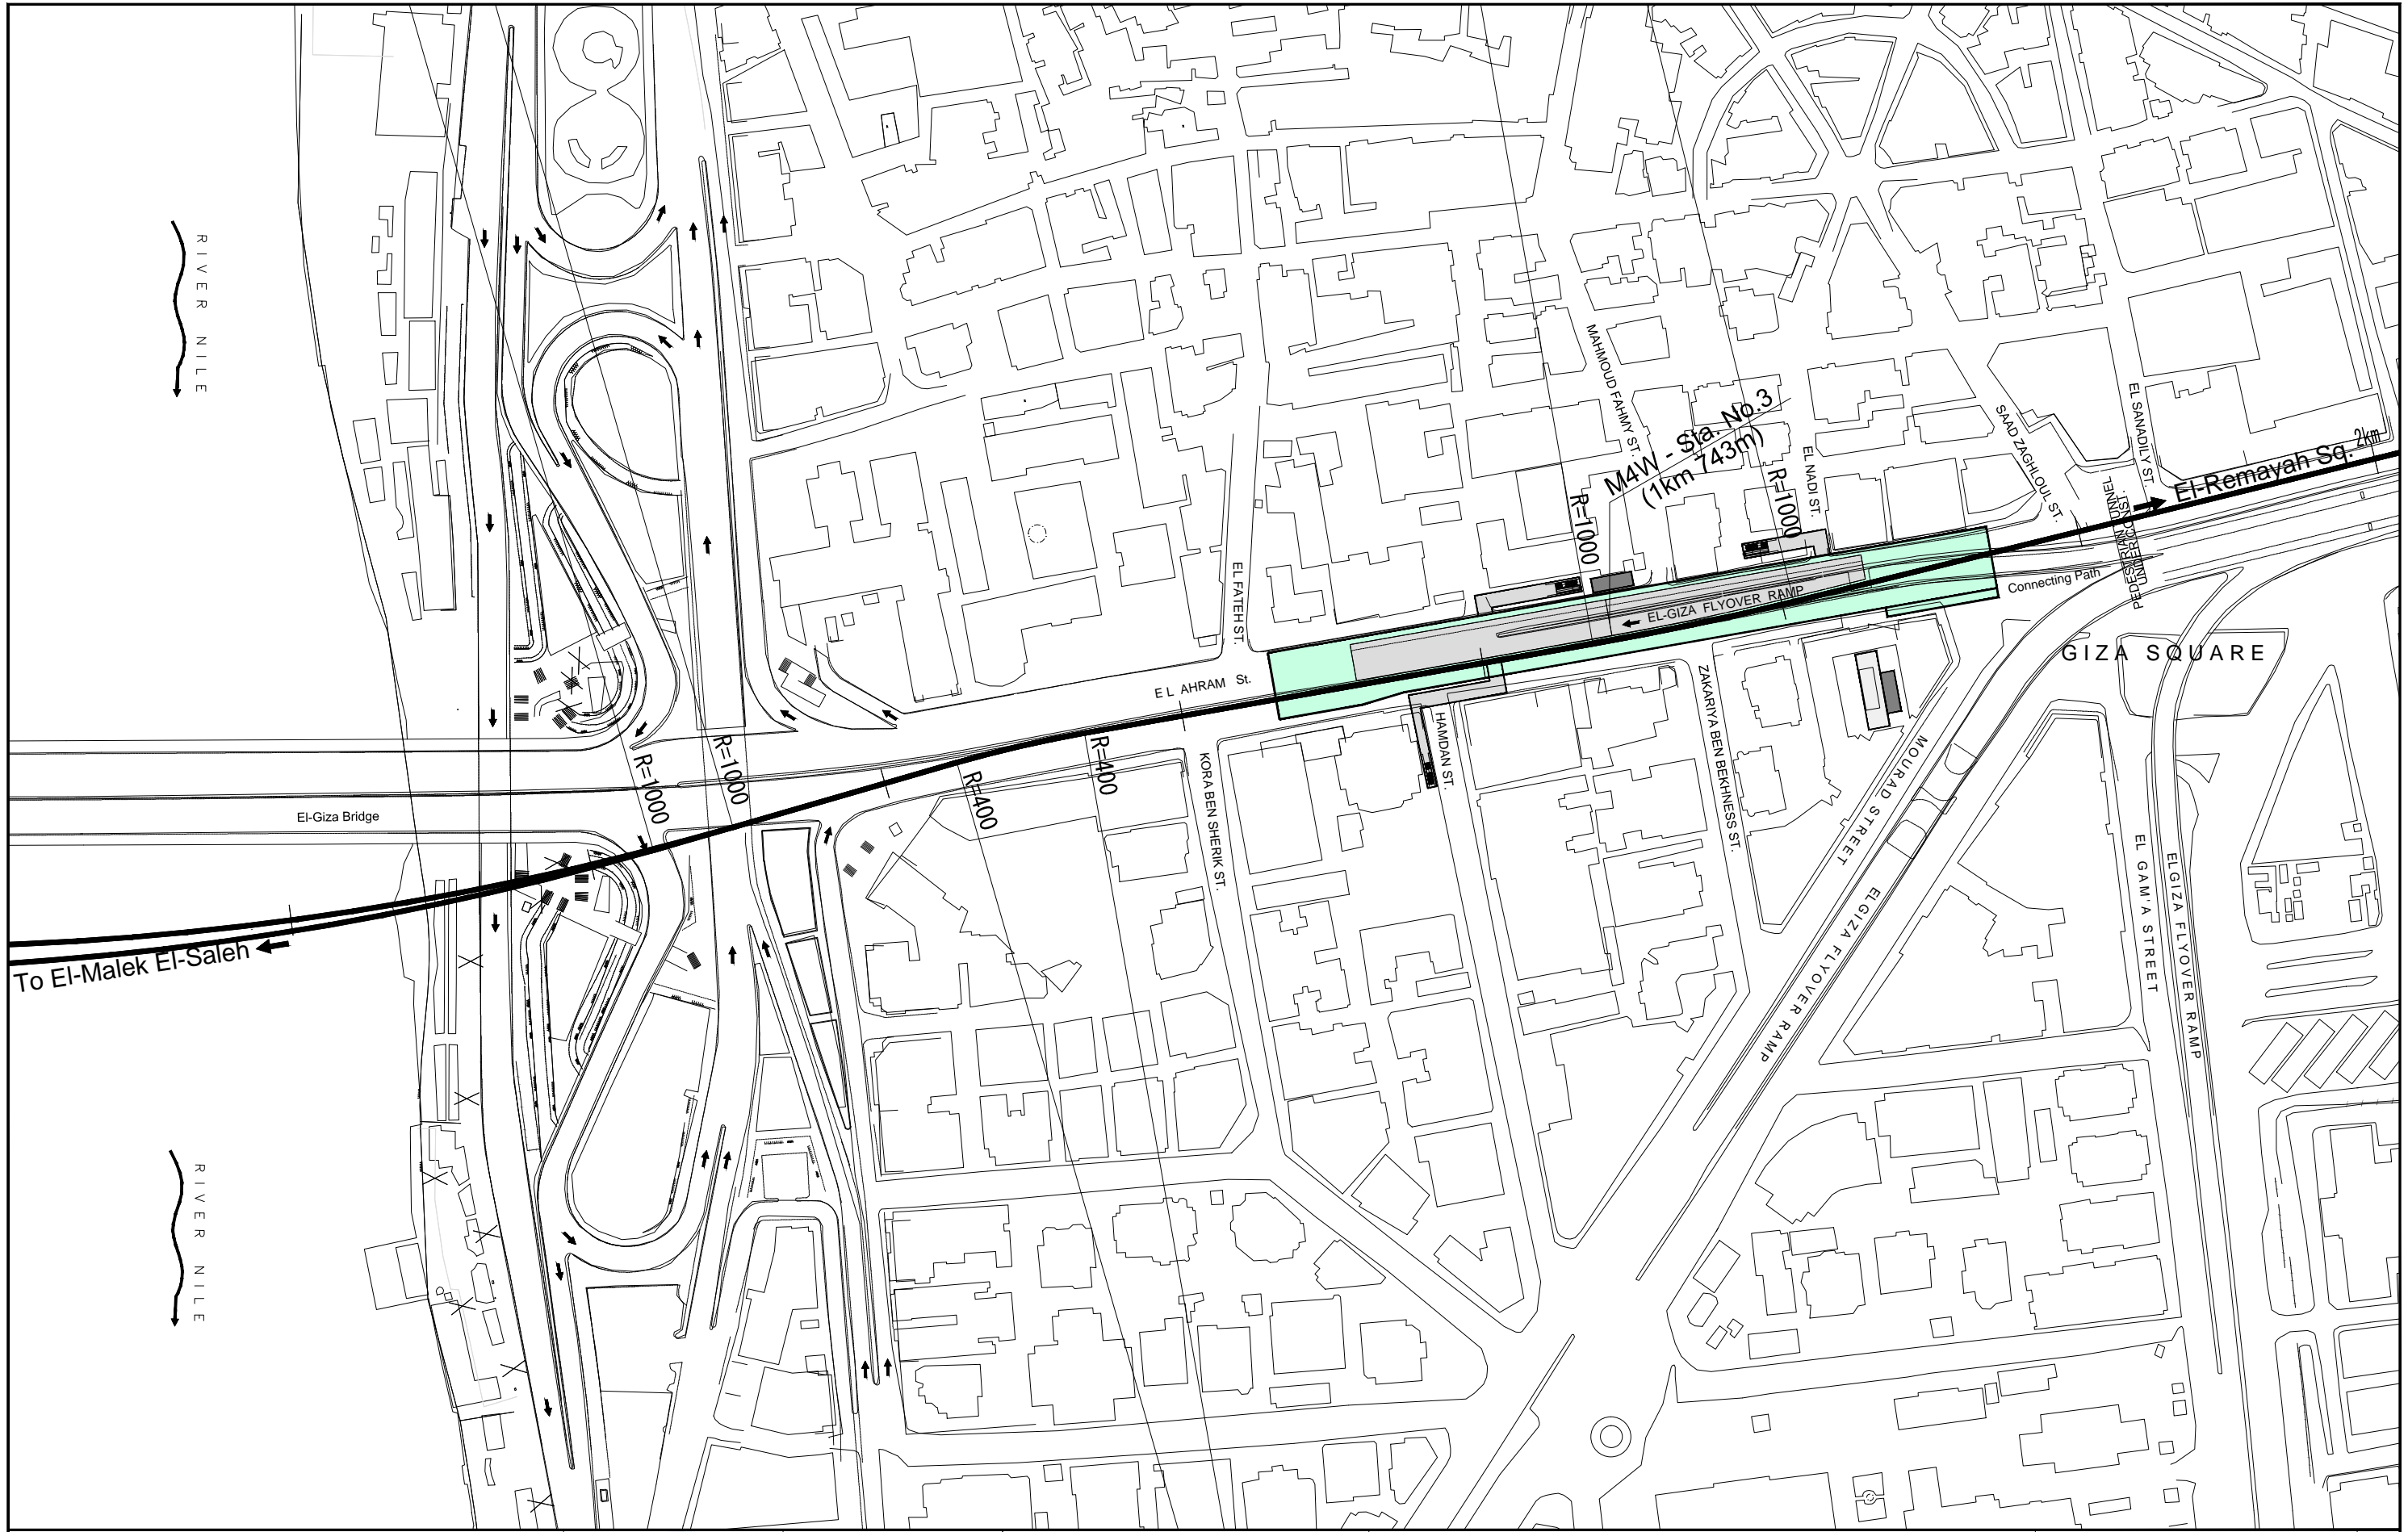 RIVER NILE
MAHMOUD FAHMY ST.
M4W - Sta. No.3
(1km 743m)
EL NADI ST.
SAAD ZAGHLOUL ST.
EL SANADILY ST.
2km
El-Remayah Sq.
R=1000
R=1000
PEDESTRIAN TUNNEL
UNDER CONST.
EL FATEH ST.
EL-GIZA FLYOVER RAMP
Connecting Path
GIZA SQUARE
EL AHRAM St.
R=1000
R=1000
R=400
R=400
KORA BEN SHERIK ST.
HAMDAN ST.
ZAKARIYA BEN BEKHNESS ST.
MOURAD STREET
El-Giza Bridge
ELGIZA FLYOVER RAMP
EL GAM'A STREET
ELGIZA FLYOVER RAMP
To El-Malek El-Saleh
RIVER NILE